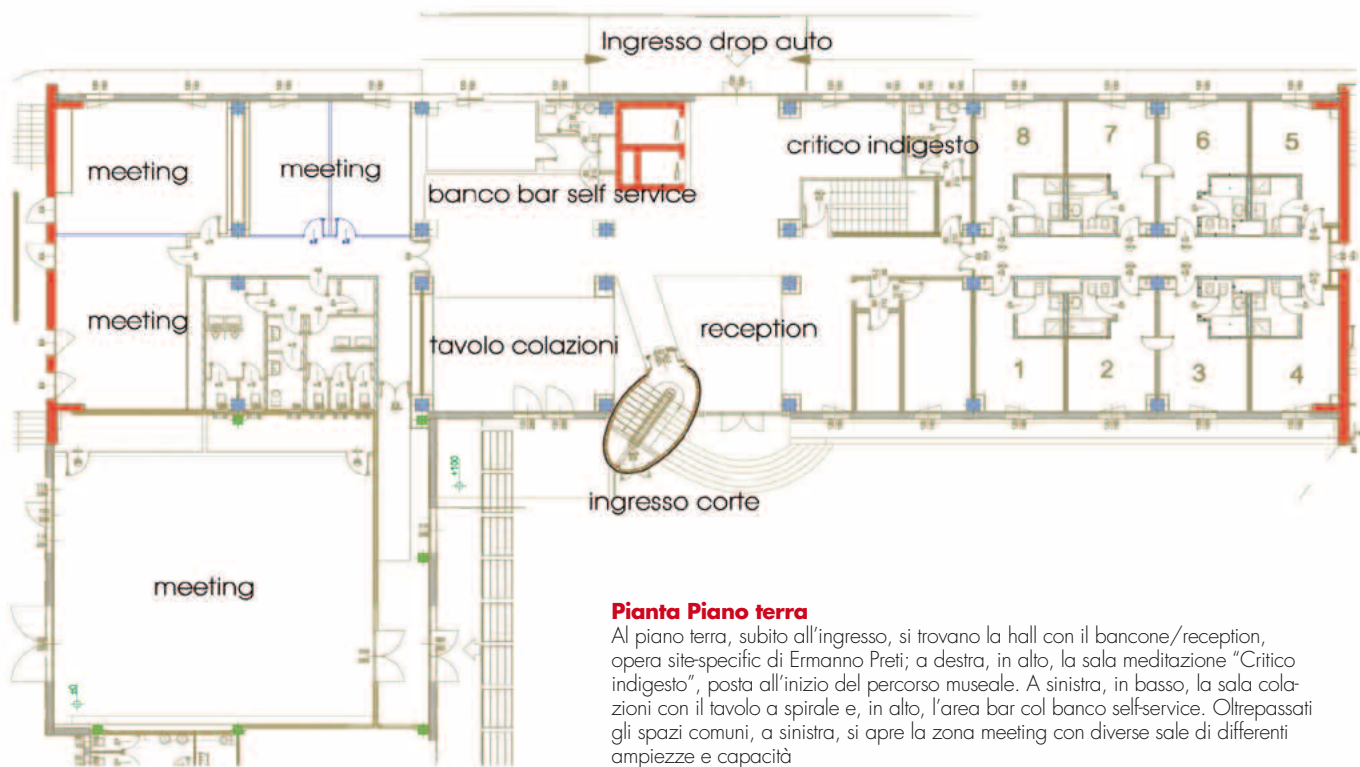 Ingresso drop auto
meeting
meeting
critico indigesto
8
7
6
5
banco bar self service
meeting
tavolo colazioni
reception
1
2
3
4
+100
ingresso corte
meeting
±0
Pianta Piano terra
Al piano terra, subito all'ingresso, si trovano la hall con il bancone/reception,
opera site-specific di Ermanno Preti; a destra, in alto, la sala meditazione "Critico
indigesto", posta all'inizio del percorso museale. A sinistra, in basso, la sala cola-
zioni con il tavolo a spirale e, in alto, l'area bar col banco self-service. Oltrepassati
gli spazi comuni, a sinistra, si apre la zona meeting con diverse sale di differenti
ampiezze e capacità